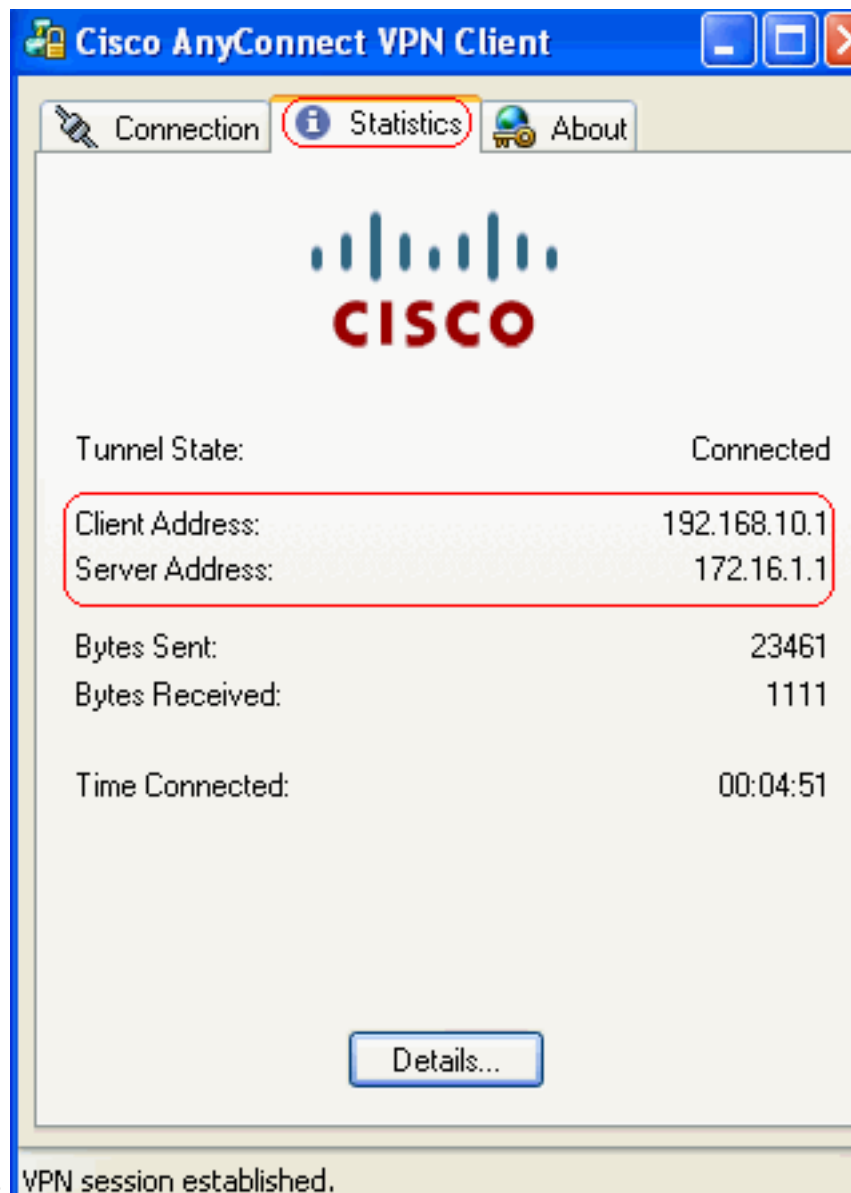 Cisco AnyConnect VPN Client
Connection Statistics About
CISCO
Tunnel State: Connected
Client Address: 192.168.10.1
Server Address: 172.16.1.1
Bytes Sent: 23461
Bytes Received: 1111
Time Connected: 00:04:51
Details...
VPN session established.